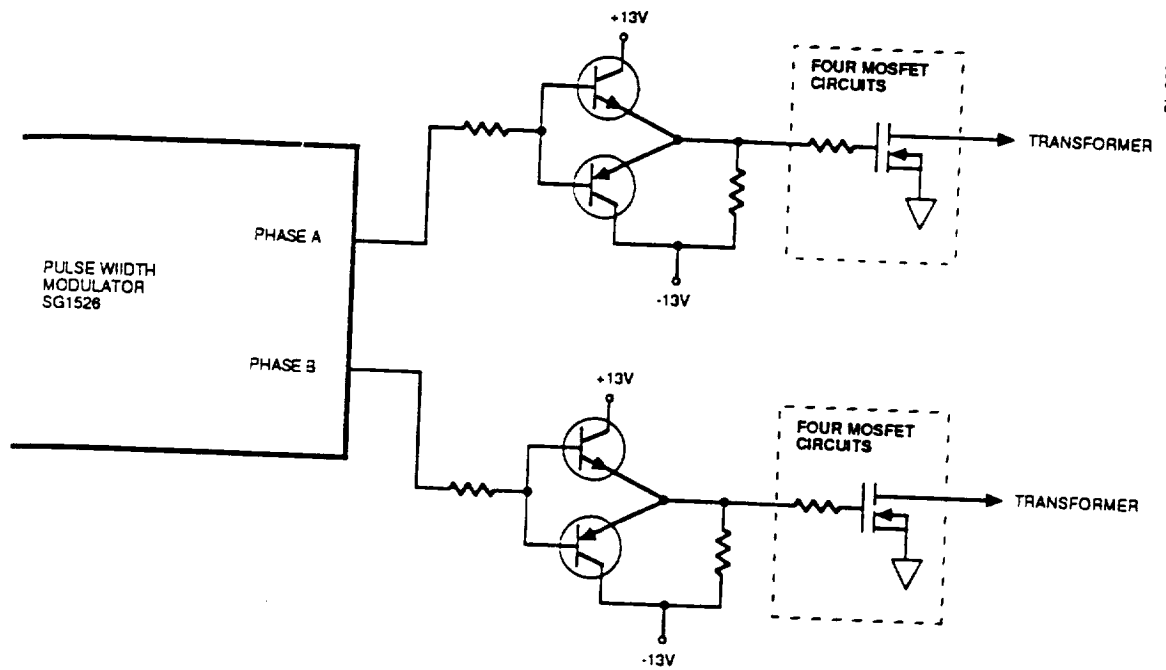 +13V
FOUR MOSFET
CIRCUITS
TRANSFORMER
PHASE A
-13V
PULSE WIIDTH
MODULATOR
SG1526
PHASE B
+13V
FOUR MOSFET
CIRCUITS
TRANSFORMER
-13V